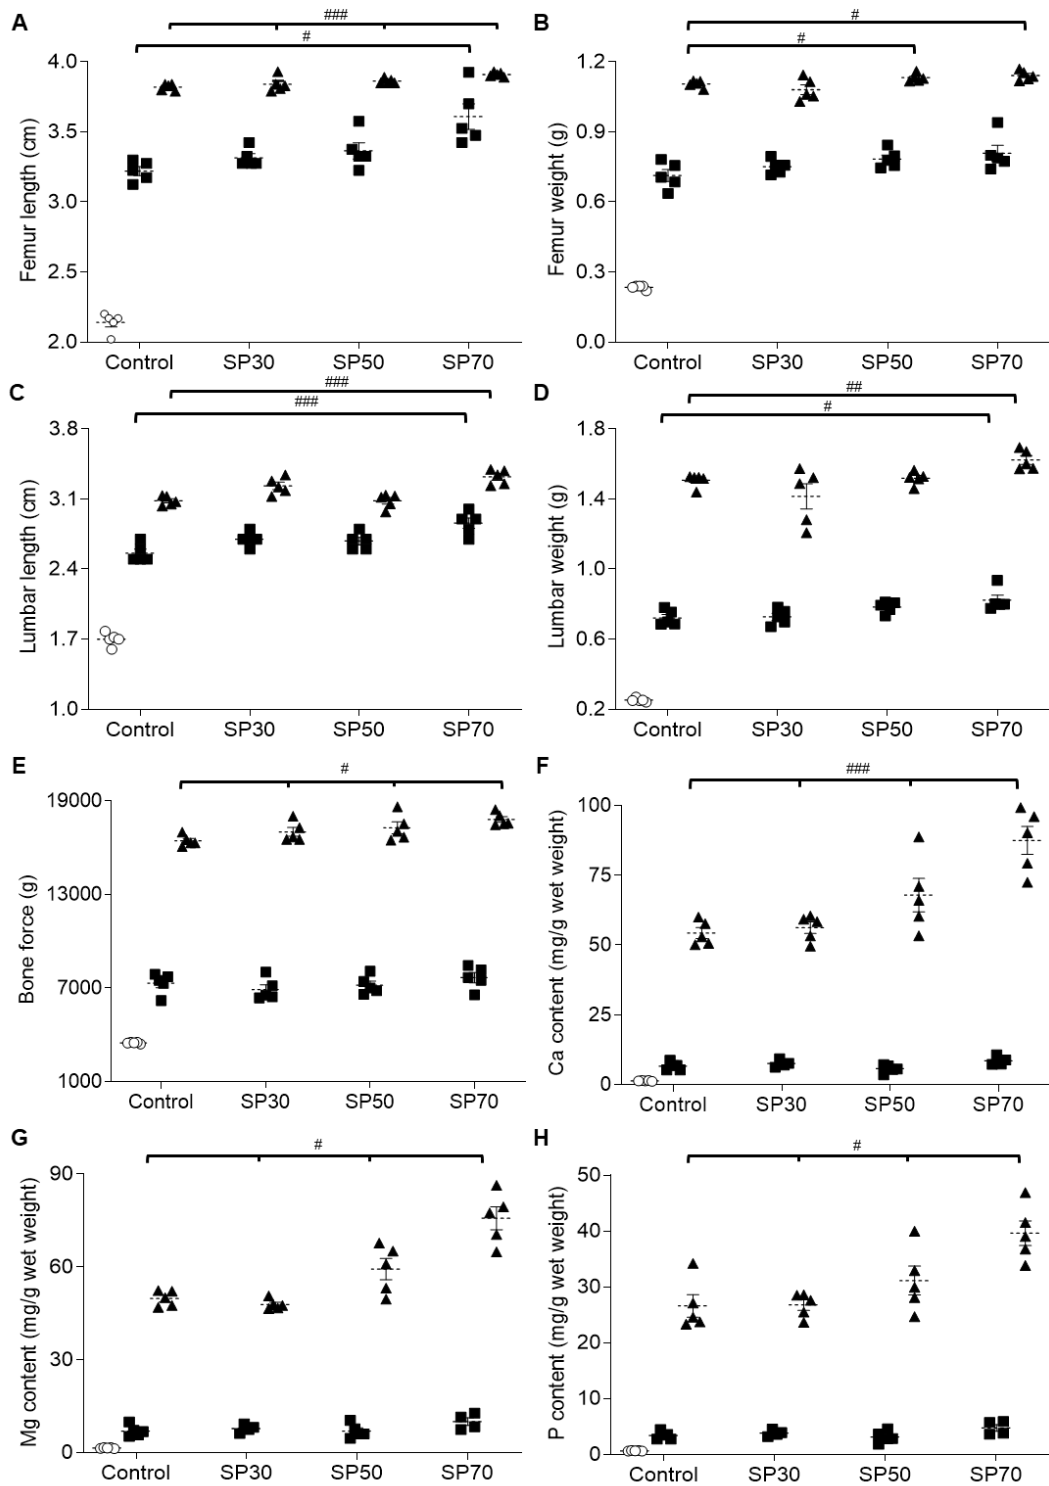 A
###
#
Femur length (cm)
4.0
3.5
3.0
2.5
2.0
Control SP30 SP50 SP70
B
#
#
Femur weight (g)
1.2
0.9
0.6
0.3
0.0
Control SP30 SP50 SP70
C
###
###
Lumbar length (cm)
3.8
3.1
2.4
1.7
1.0
Control SP30 SP50 SP70
D
##
#
Lumbar weight (g)
1.8
1.4
1.0
0.6
0.2
Control SP30 SP50 SP70
E
#
Bone force (g)
19000
13000
7000
1000
Control SP30 SP50 SP70
F
###
Ca content (mg/g wet weight)
100
75
50
25
0
Control SP30 SP50 SP70
G
#
Mg content (mg/g wet weight)
90
60
30
0
Control SP30 SP50 SP70
H
#
P content (mg/g wet weight)
50
40
30
20
10
0
Control SP30 SP50 SP70